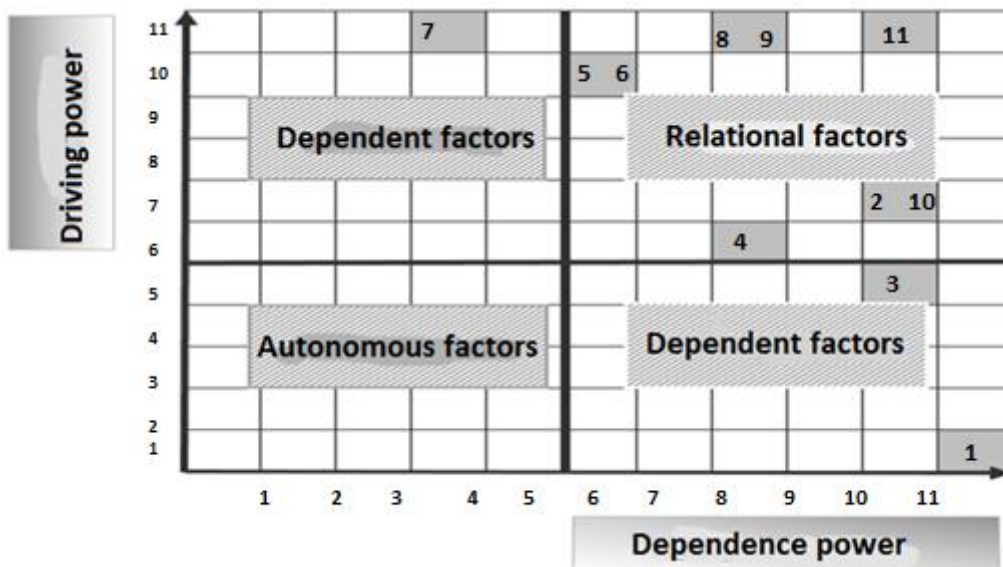 Driving power
11
7
8 9
11
10
5 6
9
Dependent factors
Relational factors
8
7
2 10
6
4
5
3
4
Autonomous factors
Dependent factors
3
2
1
1
1 2 3 4 5 6 7 8 9 10 11
Dependence power